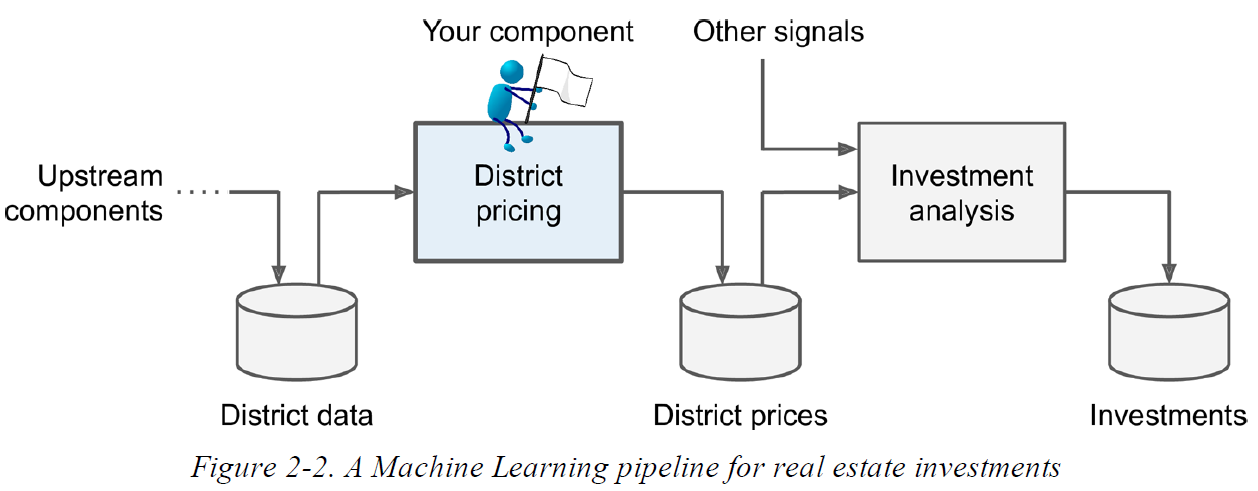 Your component
Other signals
Upstream
components
District
pricing
Investment
analysis
District data
District prices
Investments
Figure 2-2. A Machine Learning pipeline for real estate investments